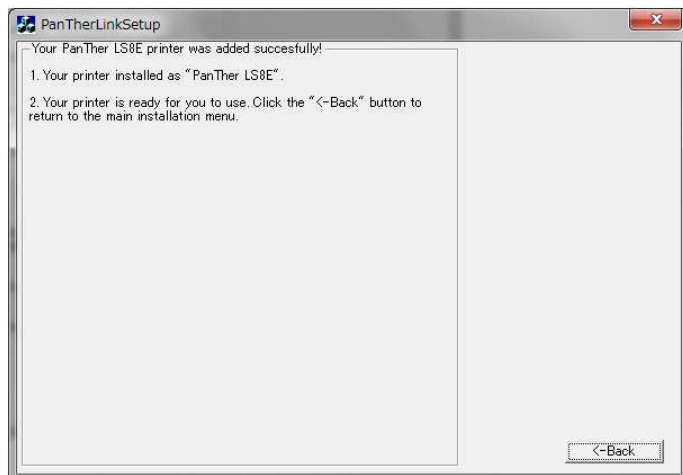 PanTherLinkSetup
Your PanTher LS8E printer was added succesfully!
1. Your printer installed as "PanTher LS8E".
2. Your printer is ready for you to use. Click the "<-Back" button to
return to the main installation menu.
<-Back